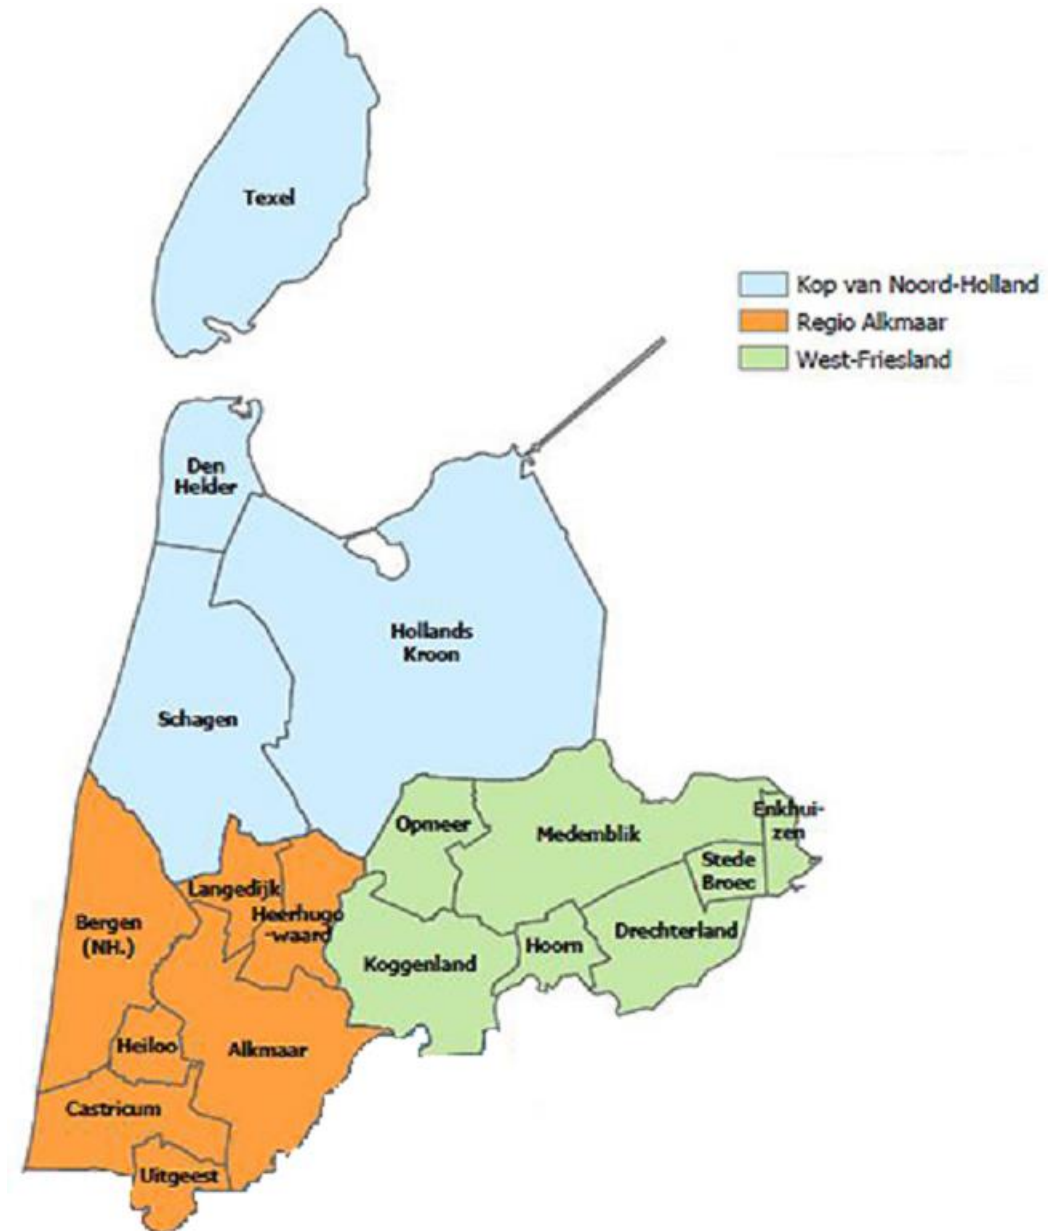 Texel
Kop van Noord-Holland
Regio Alkmaar
West-Friesland
Den
Helder
Hollands
Kroon
Schagen
Opmeer
Medemblik
Enkhui-
zen
Stede
Broec
Langedijk
Heerhugo
-waard
Bergen
(NH.)
Drechterland
Hoorn
Koggenland
Heiloo
Alkmaar
Castricum
Uitgeest